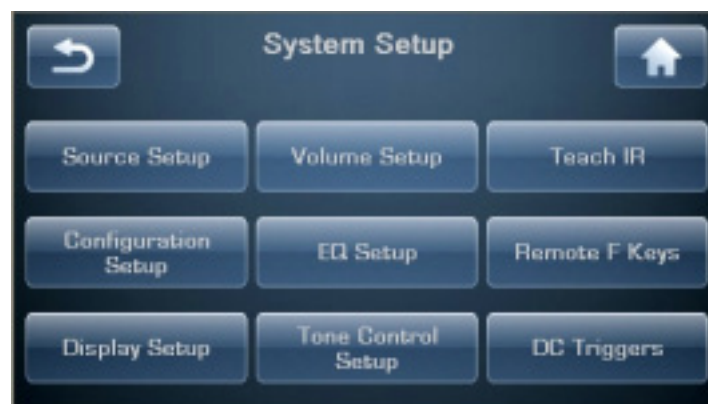 System Setup
Source Setup
Volume Setup
Teach IR
Configuration
Setup
EQ Setup
Remote F Keys
Display Setup
Tone Control
Setup
DC Triggers